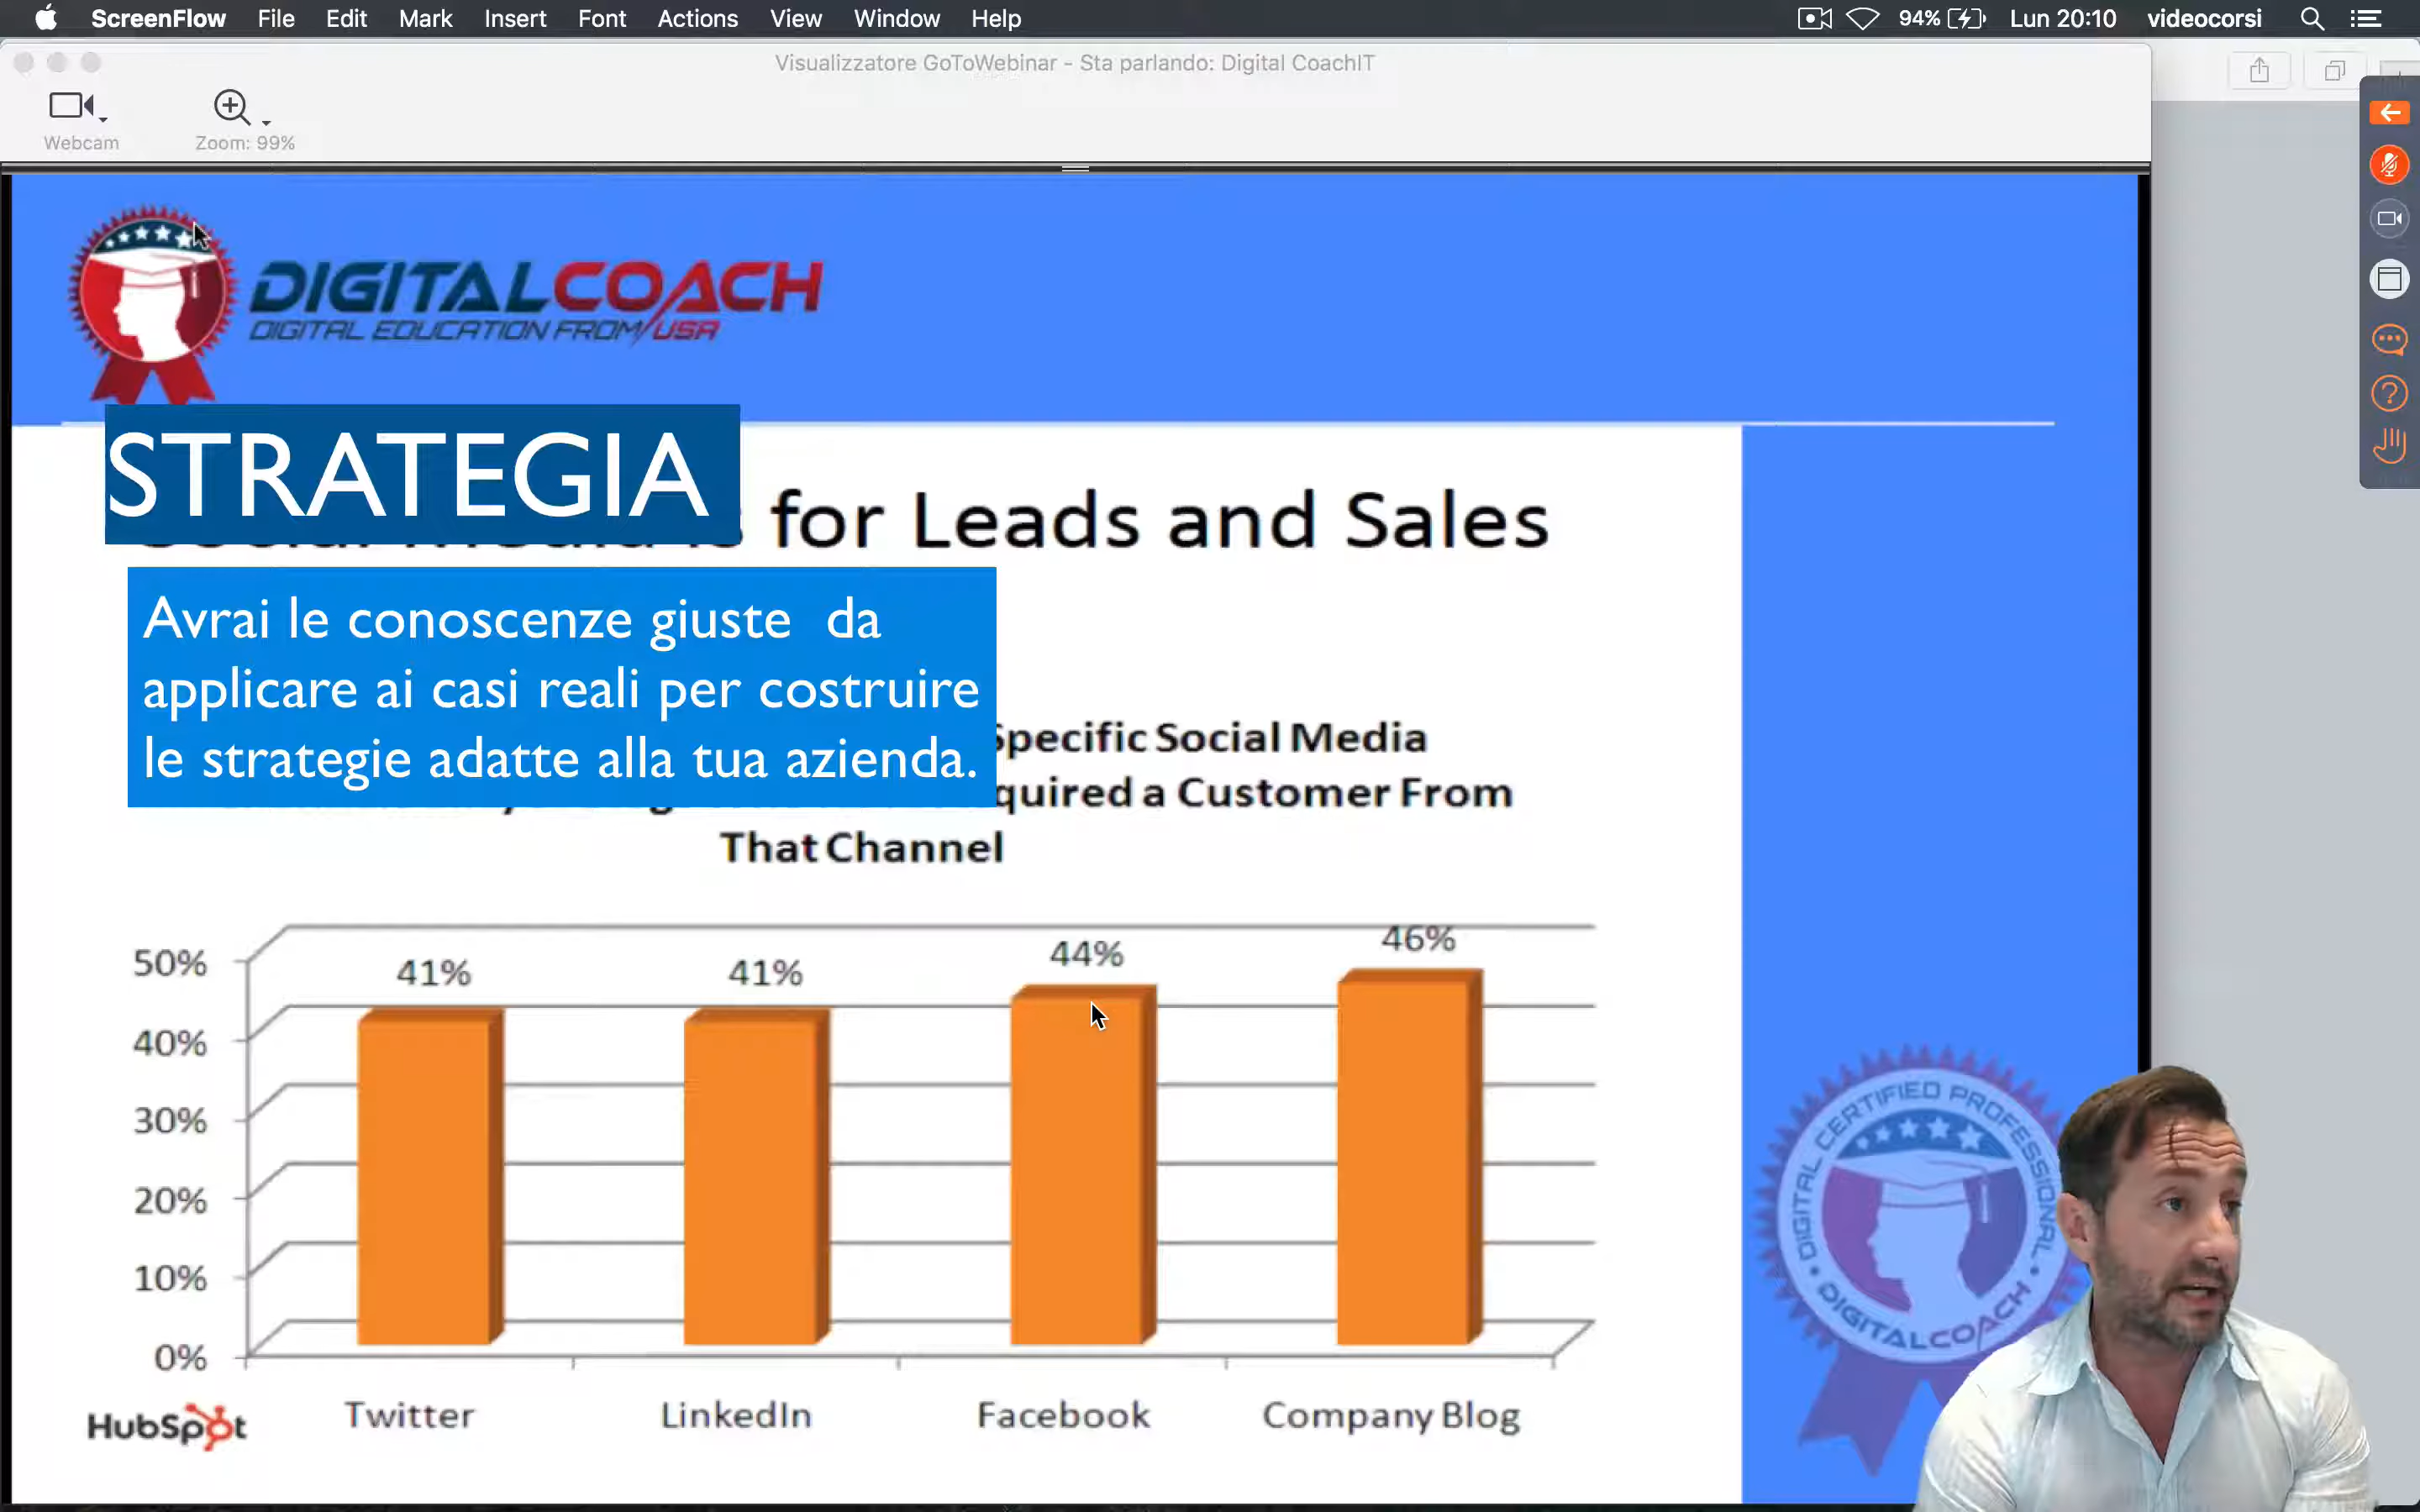 ScreenFlow File Edit Mark Insert Font Actions View Window Help 94% Lun 20:10 videocorsi
Visualizzatore GoToWebinar - Sta parlando: Digital CoachIT
Webcam Zoom: 99%
DIGITALCOACH
DIGITAL EDUCATION FROM USA
STRATEGIA
for Leads and Sales
Avrai le conoscenze giuste da
applicare ai casi reali per costruire
le strategie adatte alla tua azienda.
Specific Social Media
a Customer From
That Channel
50%
40%
30%
20%
10%
0%
41% 41% 44% 46%
Twitter LinkedIn Facebook Company Blog
HubSpot
DIGITAL CERTIFIED PROFESSIONAL
DIGITALCOACH